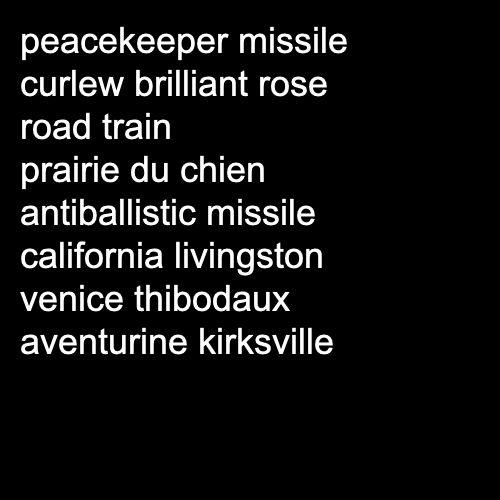 peacekeeper missile
curlew brilliant rose
road train
prairie du chien
antiballistic missile
california livingston
venice thibodaux
aventurine kirksville